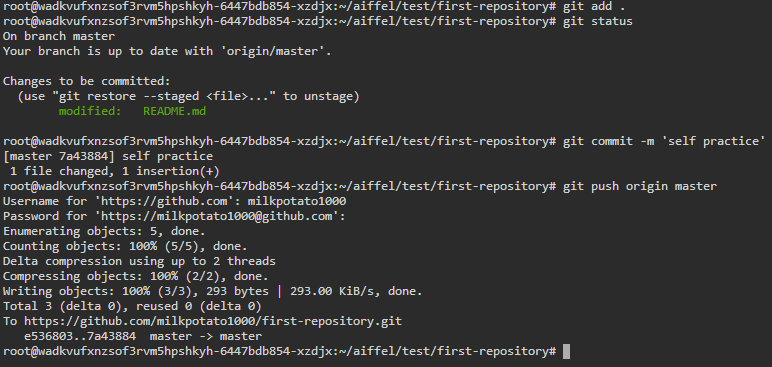 root@wadkvufxnzsof3rvm5hpshkyh-6447bdb854-xzdjx:~/aiffel/test/first-repository# git add .
root@wadkvufxnzsof3rvm5hpshkyh-6447bdb854-xzdjx:~/aiffel/test/first-repository# git status
On branch master
Your branch is up to date with 'origin/master'.

Changes to be committed:
  (use "git restore --staged <file>..." to unstage)
        modified:   README.md

root@wadkvufxnzsof3rvm5hpshkyh-6447bdb854-xzdjx:~/aiffel/test/first-repository# git commit -m 'self practice'
[master 7a43884] self practice
 1 file changed, 1 insertion(+)
root@wadkvufxnzsof3rvm5hpshkyh-6447bdb854-xzdjx:~/aiffel/test/first-repository# git push origin master
Username for 'https://github.com': milkpotato1000
Password for 'https://milkpotato1000@github.com':
Enumerating objects: 5, done.
Counting objects: 100% (5/5), done.
Delta compression using up to 2 threads
Compressing objects: 100% (2/2), done.
Writing objects: 100% (3/3), 293 bytes | 293.00 KiB/s, done.
Total 3 (delta 0), reused 0 (delta 0)
To https://github.com/milkpotato1000/first-repository.git
   e536803..7a43884  master -> master
root@wadkvufxnzsof3rvm5hpshkyh-6447bdb854-xzdjx:~/aiffel/test/first-repository#